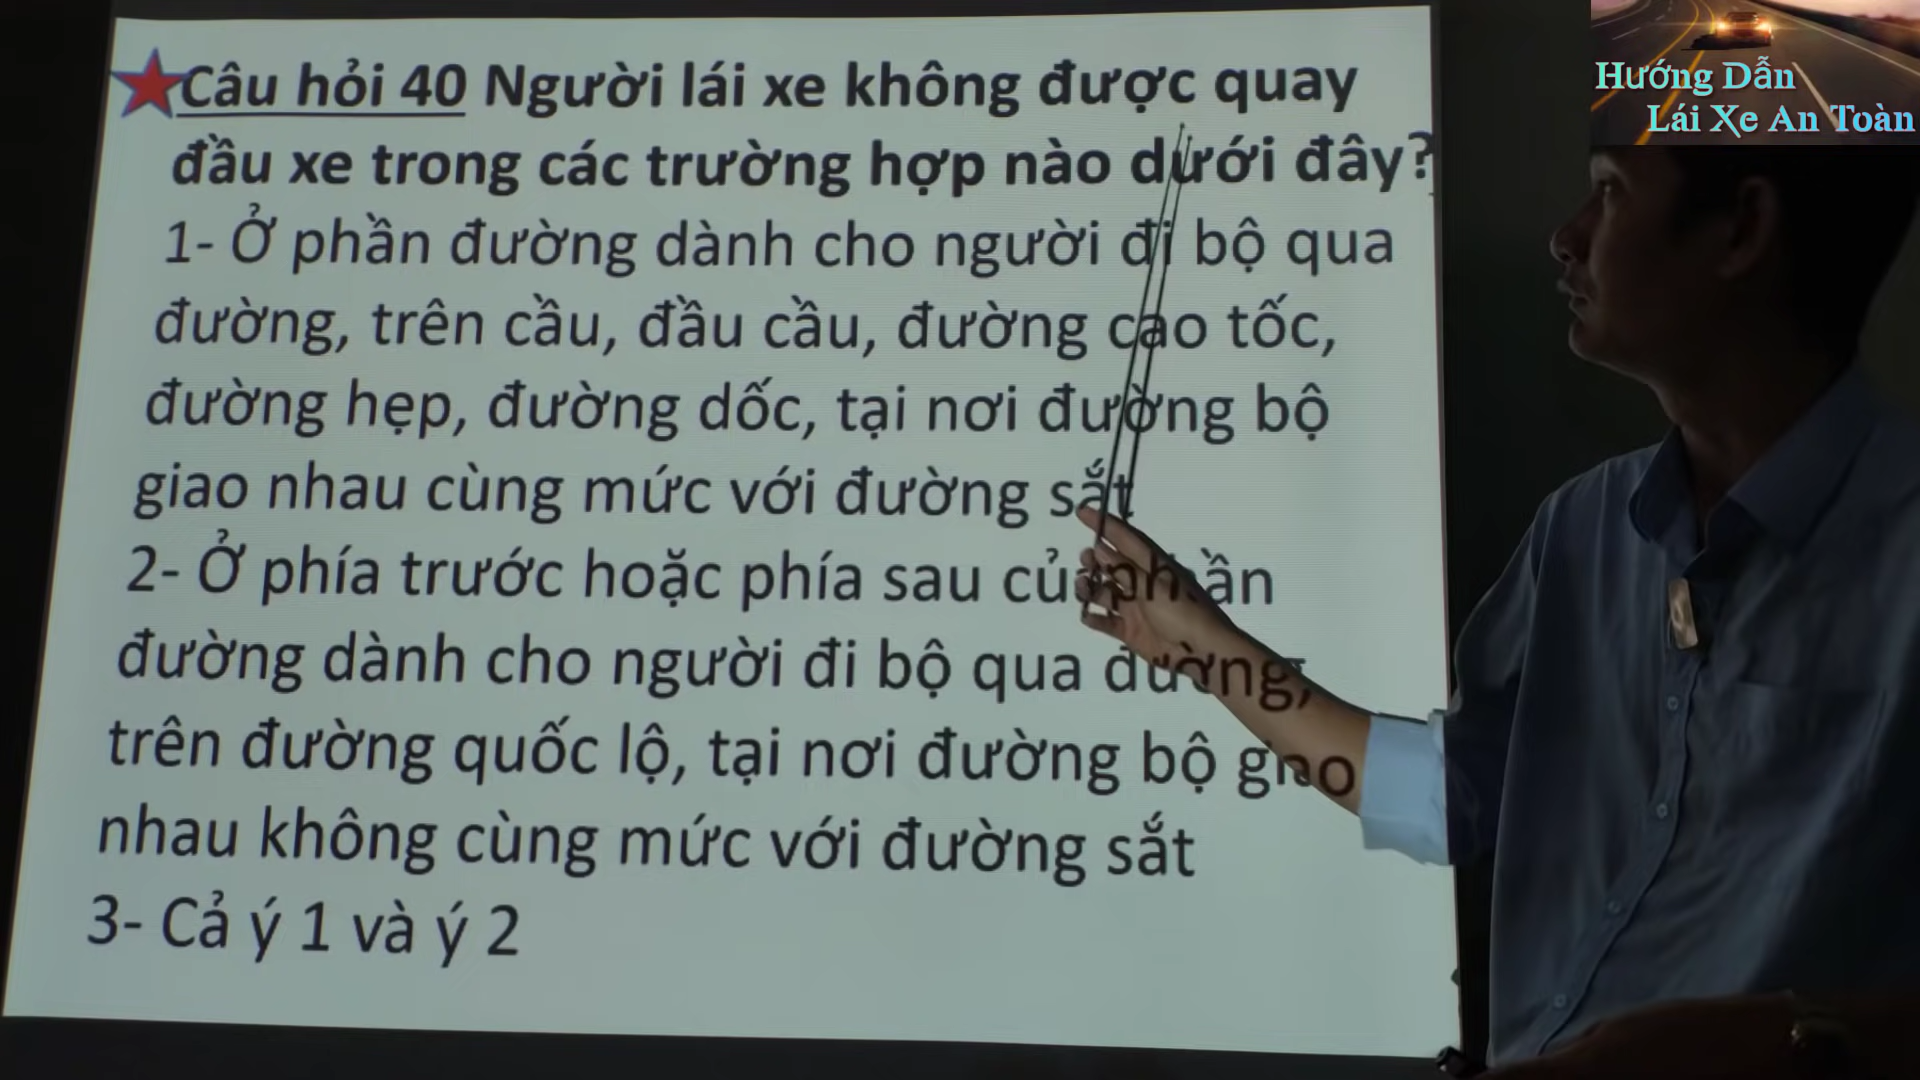 Câu hỏi 40 Người lái xe không được quay
đầu xe trong các trường hợp nào dưới đây?
1- Ở phần đường dành cho người đi bộ qua
đường, trên cầu, đầu cầu, đường cao tốc,
đường hẹp, đường dốc, tại nơi đường bộ
giao nhau cùng mức với đường sắt
2- Ở phía trước hoặc phía sau của phần
đường dành cho người đi bộ qua đường,
trên đường quốc lộ, tại nơi đường bộ giao
nhau không cùng mức với đường sắt
3- Cả ý 1 và ý 2
Hướng Dẫn
Lái Xe An Toàn